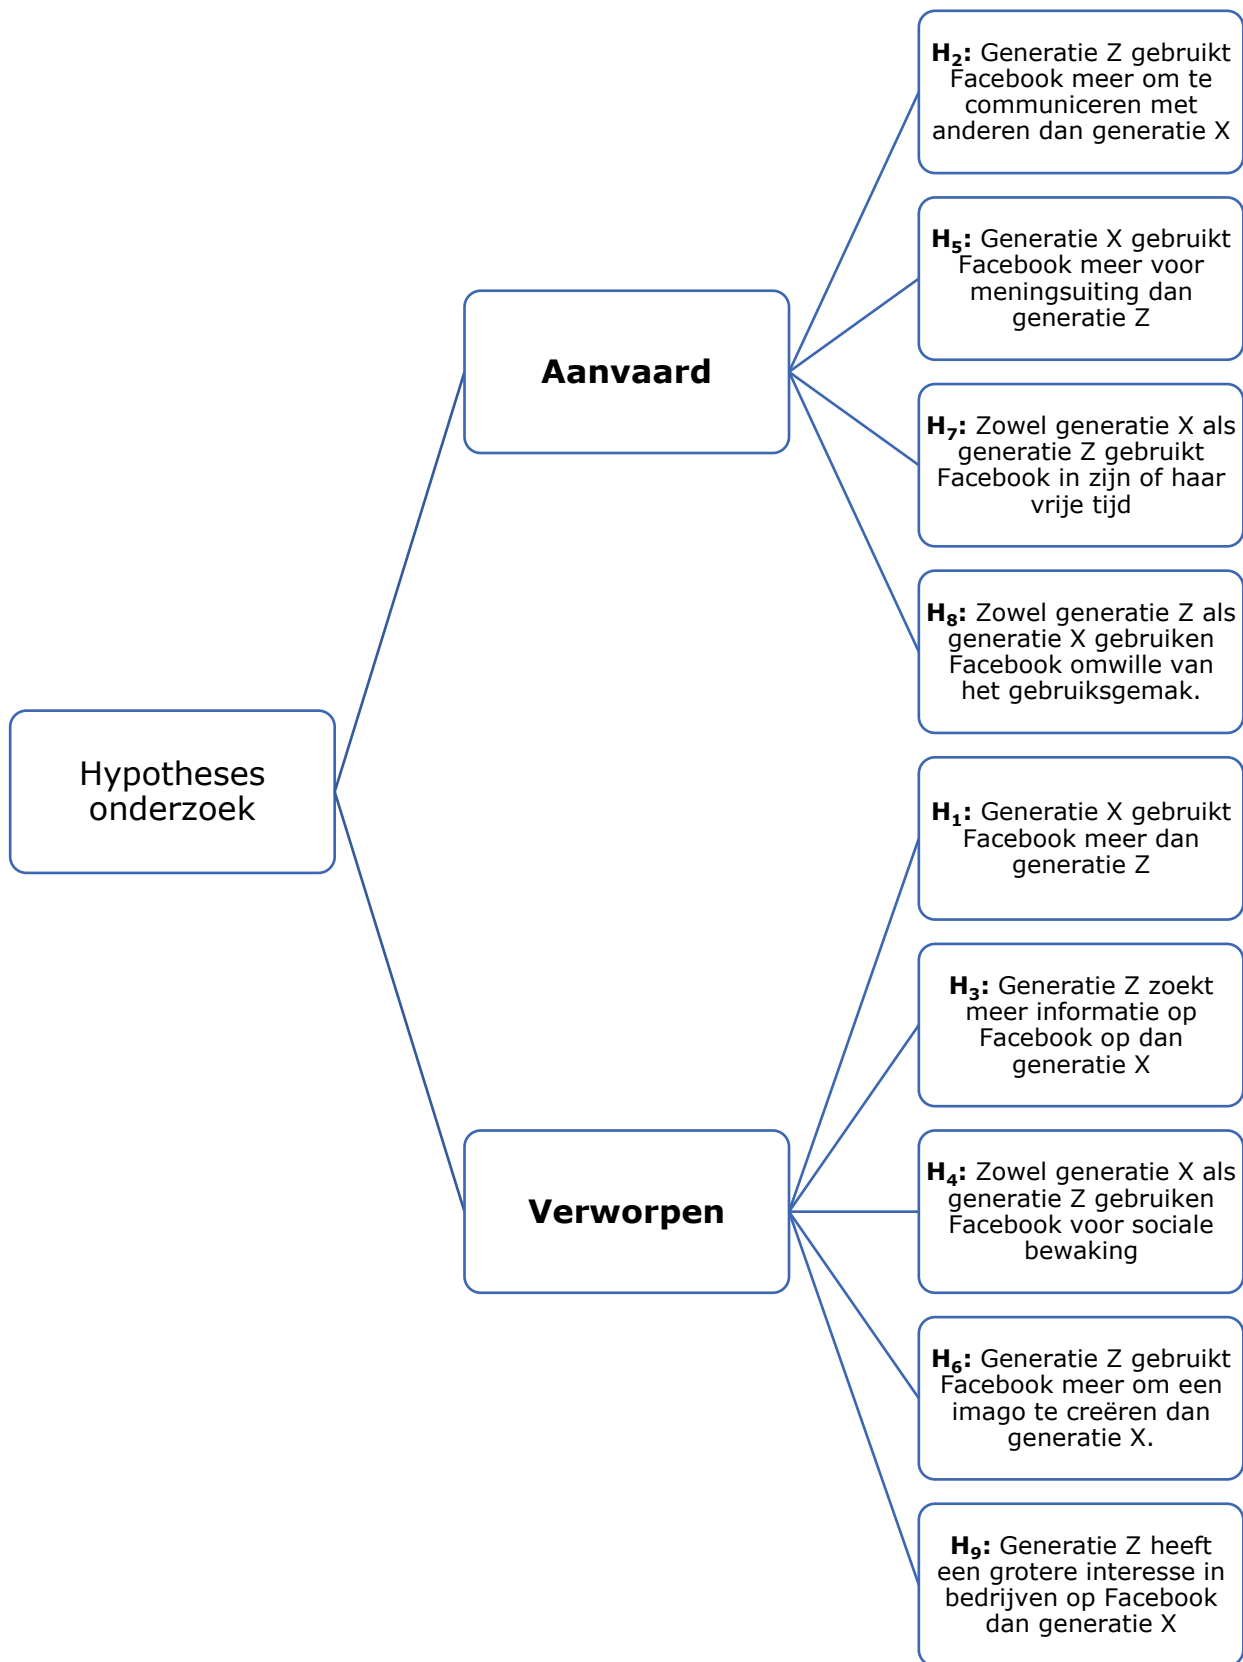 Hypotheses
onderzoek
Aanvaard
H₂: Generatie Z gebruikt
Facebook meer om te
communiceren met
anderen dan generatie X
H₅: Generatie X gebruikt
Facebook meer voor
meningsuiting dan
generatie Z
H₇: Zowel generatie X als
generatie Z gebruikt
Facebook in zijn of haar
vrije tijd
H₈: Zowel generatie Z als
generatie X gebruiken
Facebook omwille van
het gebruiksgemak.
Verworpen
H₁: Generatie X gebruikt
Facebook meer dan
generatie Z
H₃: Generatie Z zoekt
meer informatie op
Facebook op dan
generatie X
H₄: Zowel generatie X als
generatie Z gebruiken
Facebook voor sociale
bewaking
H₆: Generatie Z gebruikt
Facebook meer om een
imago te creëren dan
generatie X.
H₉: Generatie Z heeft
een grotere interesse in
bedrijven op Facebook
dan generatie X